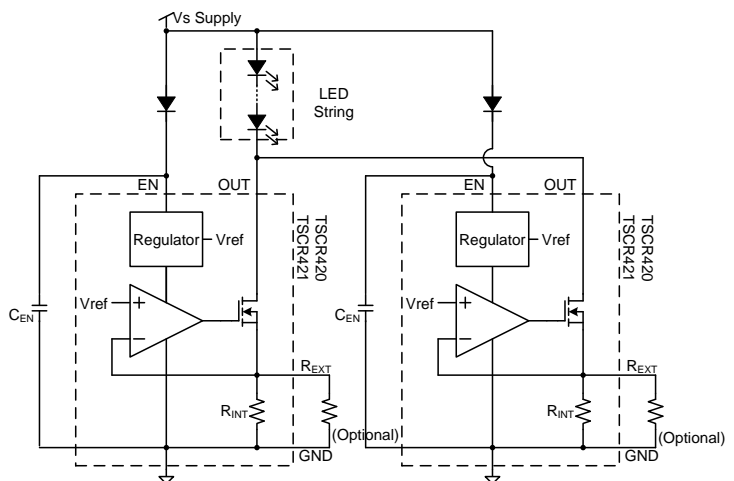 Vs Supply
LED
String
EN
OUT
EN
OUT
TSCR420
TSCR421
TSCR420
TSCR421
Regulator
Vref
Regulator
Vref
Vref
+
−
Vref
+
−
CEN
CEN
REXT
REXT
RINT
RINT
(Optional)
(Optional)
GND
GND